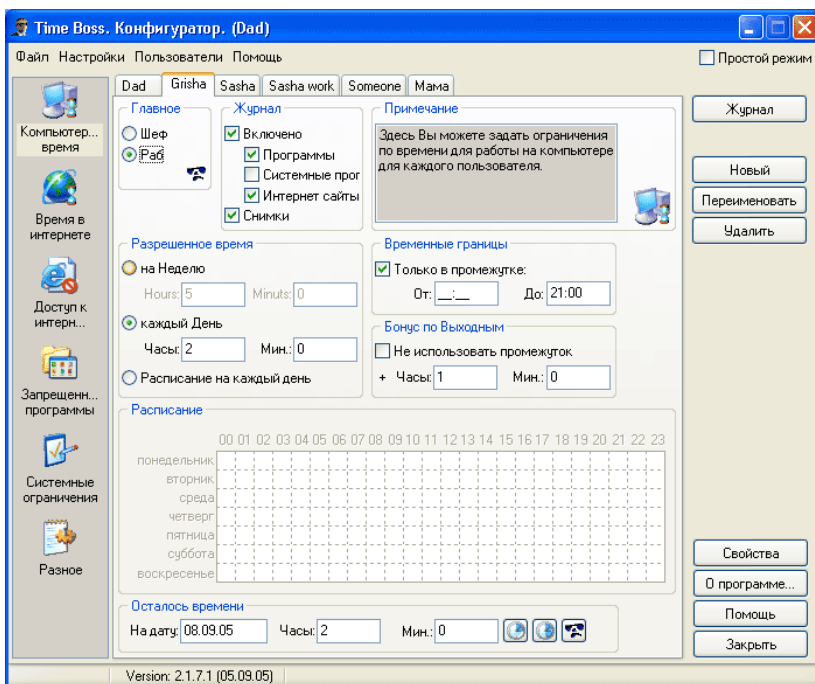 Time Boss. Конфигуратор. (Dad)
Файл Настройки Пользователи Помощь
Простой режим
Компьютер... время
Время в интернете
Доступ к интерн...
Запрещенн... программы
Системные ограничения
Разное
Dad Grisha Sasha Sasha work Someone Мама
Главное
Шеф
Раб
Журнал
Включено
Программы
Системные прог
Интернет сайты
Снимки
Примечание
Здесь Вы можете задать ограничения
по времени для работы на компьютере
для каждого пользователя.
Разрешенное время
на Неделю
Hours: 5 Minuts: 0
каждый День
Часы: 2 Мин.: 0
Расписание на каждый день
Временные границы
Только в промежутке:
От: __:__ До: 21:00
Бонус по Выходным
Не использовать промежуток
+ Часы: 1 Мин.: 0
Расписание
00 01 02 03 04 05 06 07 08 09 10 11 12 13 14 15 16 17 18 19 20 21 22 23
понедельник
вторник
среда
четверг
пятница
суббота
воскресенье
Осталось времени
На дату: 08.09.05 Часы: 2 Мин.: 0
Журнал
Новый
Переименовать
Удалить
Свойства
О программе...
Помощь
Закрыть
Version: 2.1.7.1 (05.09.05)